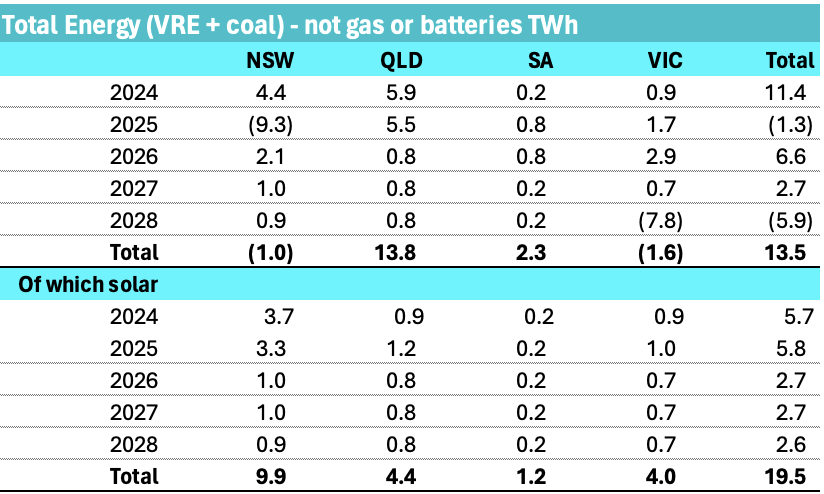 Total Energy (VRE + coal) - not gas or batteries TWh
NSW QLD SA VIC Total
2024 4.4 5.9 0.2 0.9 11.4
2025 (9.3) 5.5 0.8 1.7 (1.3)
2026 2.1 0.8 0.8 2.9 6.6
2027 1.0 0.8 0.2 0.7 2.7
2028 0.9 0.8 0.2 (7.8) (5.9)
Total (1.0) 13.8 2.3 (1.6) 13.5
Of which solar
2024 3.7 0.9 0.2 0.9 5.7
2025 3.3 1.2 0.2 1.0 5.8
2026 1.0 0.8 0.2 0.7 2.7
2027 1.0 0.8 0.2 0.7 2.7
2028 0.9 0.8 0.2 0.7 2.6
Total 9.9 4.4 1.2 4.0 19.5